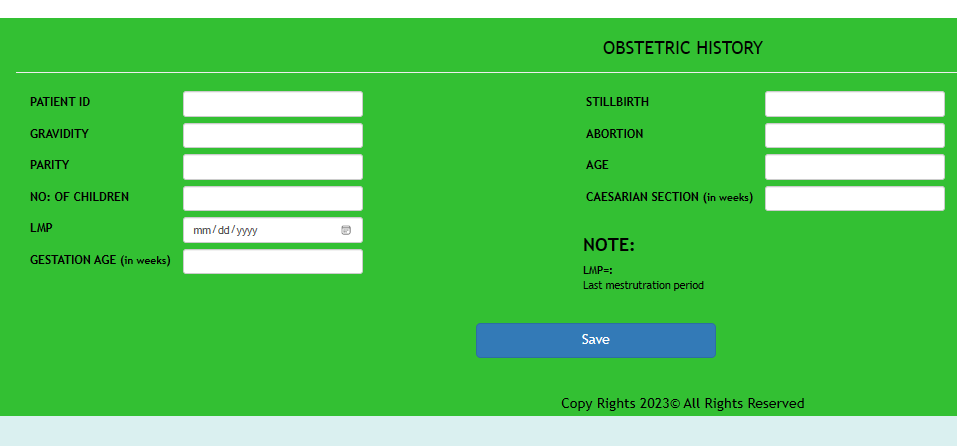 OBSTETRIC HISTORY
PATIENT ID
GRAVIDITY
PARITY
NO: OF CHILDREN
LMP mm/dd/yyyy
GESTATION AGE (in weeks)
STILLBIRTH
ABORTION
AGE
CAESARIAN SECTION (in weeks)
NOTE:
LMP=:
Last mestrutration period
Save
Copy Rights 2023© All Rights Reserved